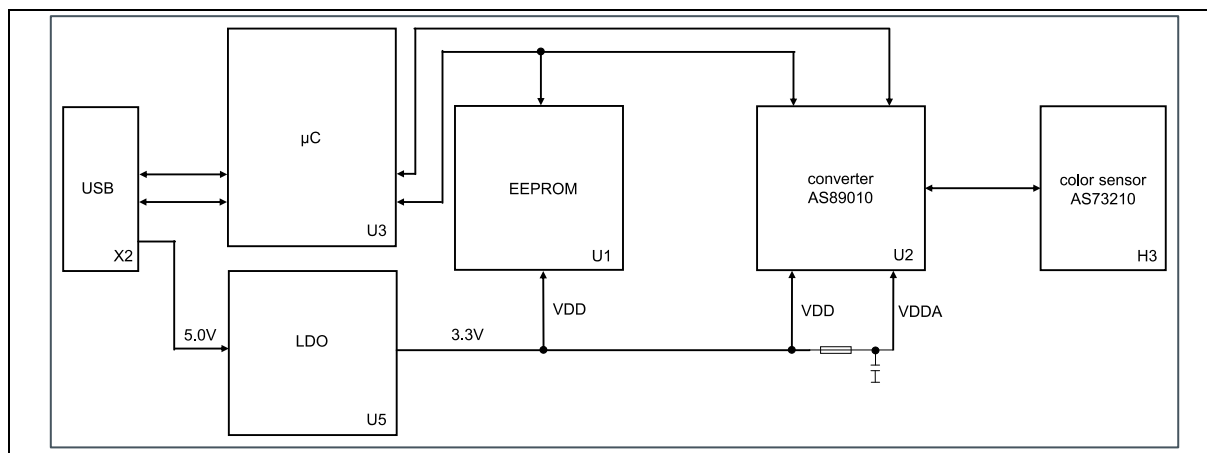 µC
U3
USB
X2
EEPROM
U1
converter
AS89010
U2
color sensor
AS73210
H3
VDD
VDD
VDDA
5.0V
LDO
3.3V
U5